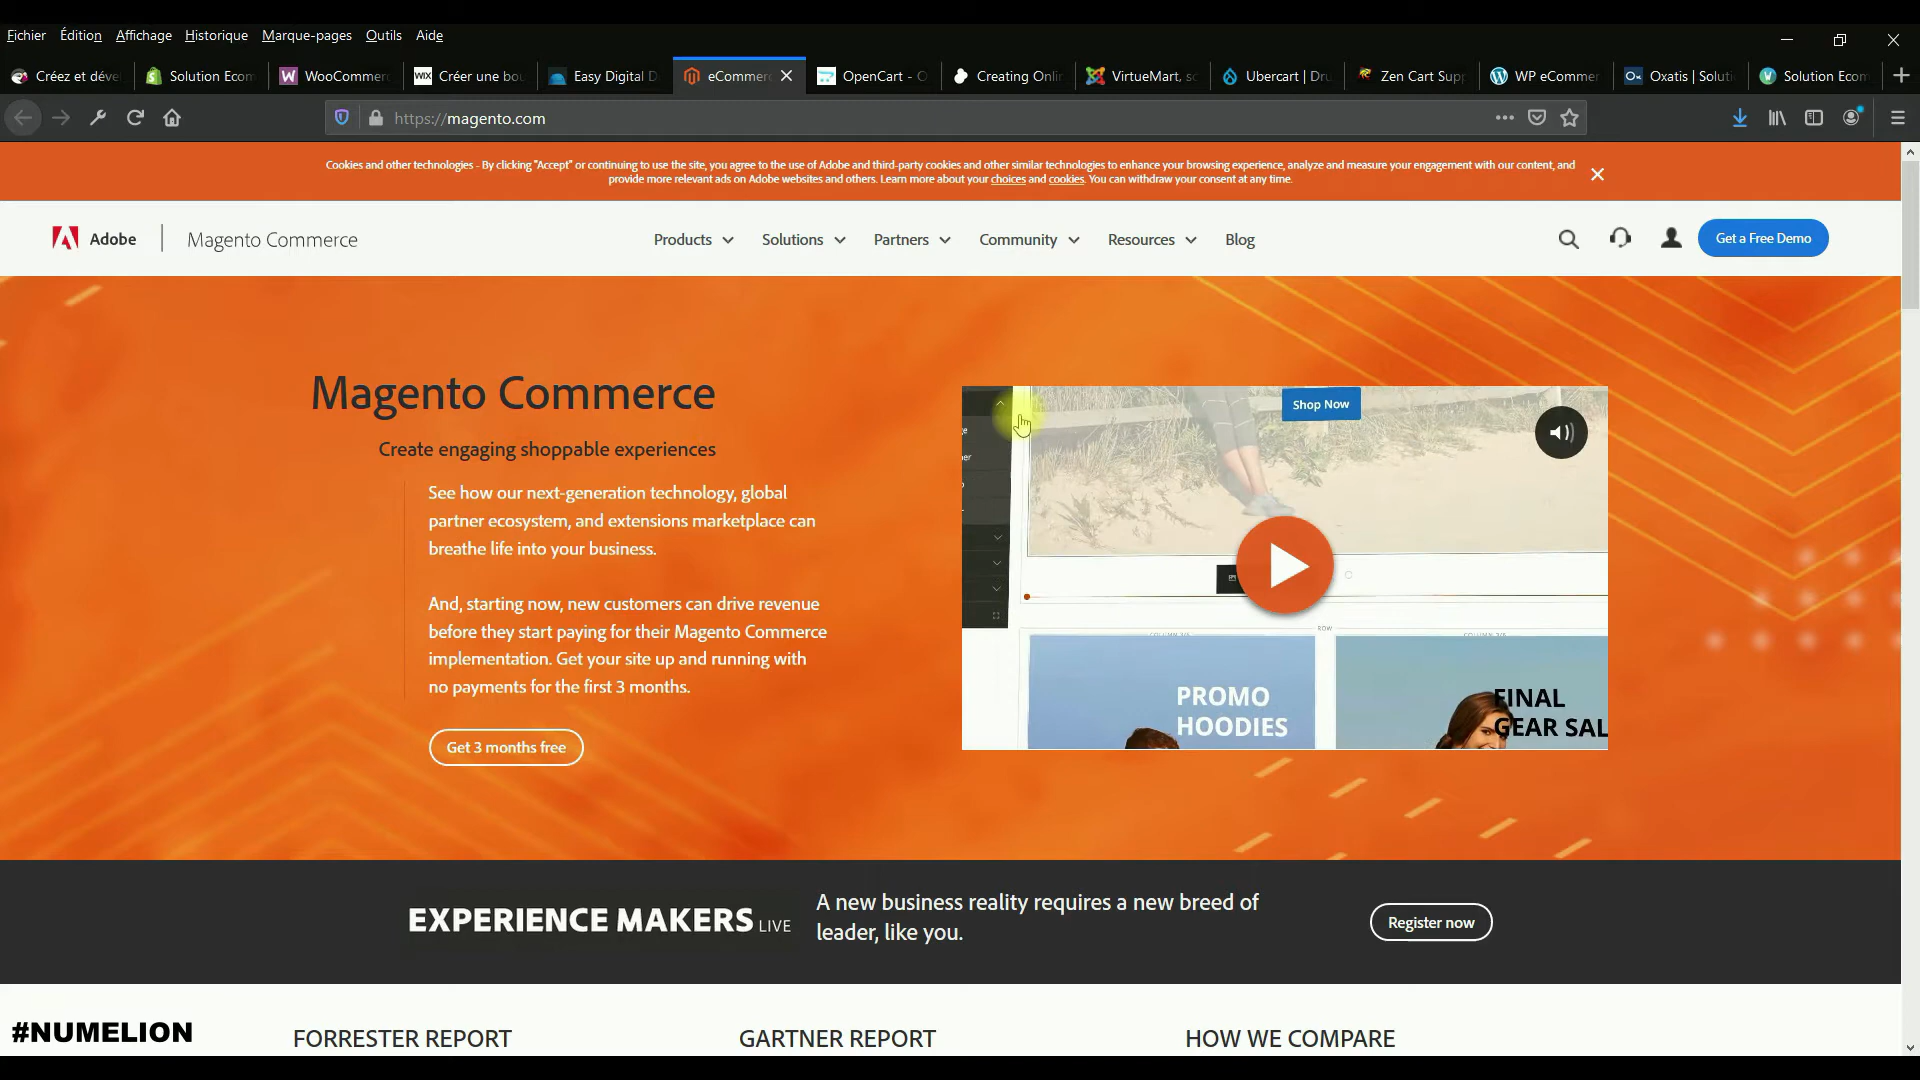 Fichier Édition Affichage Historique Marque-pages Outils Aide
Créez et déve
Solution Ecom
WooCommerc
WIX Créer une bou
Easy Digital D
eCommerc
OpenCart - O
Creating Onli
VirtueMart, sc
Ubercart | Dru
Zen Cart Supp
WP eCommer
Oxatis | Soluti
Solution Ecom
https://magento.com
Cookies and other technologies - By clicking "Accept" or continuing to use the site, you agree to the use of Adobe and third-party cookies and other similar technologies to enhance your browsing experience, analyze and measure your engagement with our content, and
provide more relevant ads on Adobe websites and others. Learn more about your choices and cookies. You can withdraw your consent at any time.
Adobe Magento Commerce Products Solutions Partners Community Resources Blog Get a Free Demo
Magento Commerce
Create engaging shoppable experiences
See how our next-generation technology, global
partner ecosystem, and extensions marketplace can
breathe life into your business.
And, starting now, new customers can drive revenue
before they start paying for their Magento Commerce
implementation. Get your site up and running with
no payments for the first 3 months.
Get 3 months free
Shop Now
ROW
PROMO
HOODIES
FINAL
GEAR SAL
EXPERIENCE MAKERS LIVE
A new business reality requires a new breed of
leader, like you.
Register now
#NUMELION
FORRESTER REPORT
GARTNER REPORT
HOW WE COMPARE